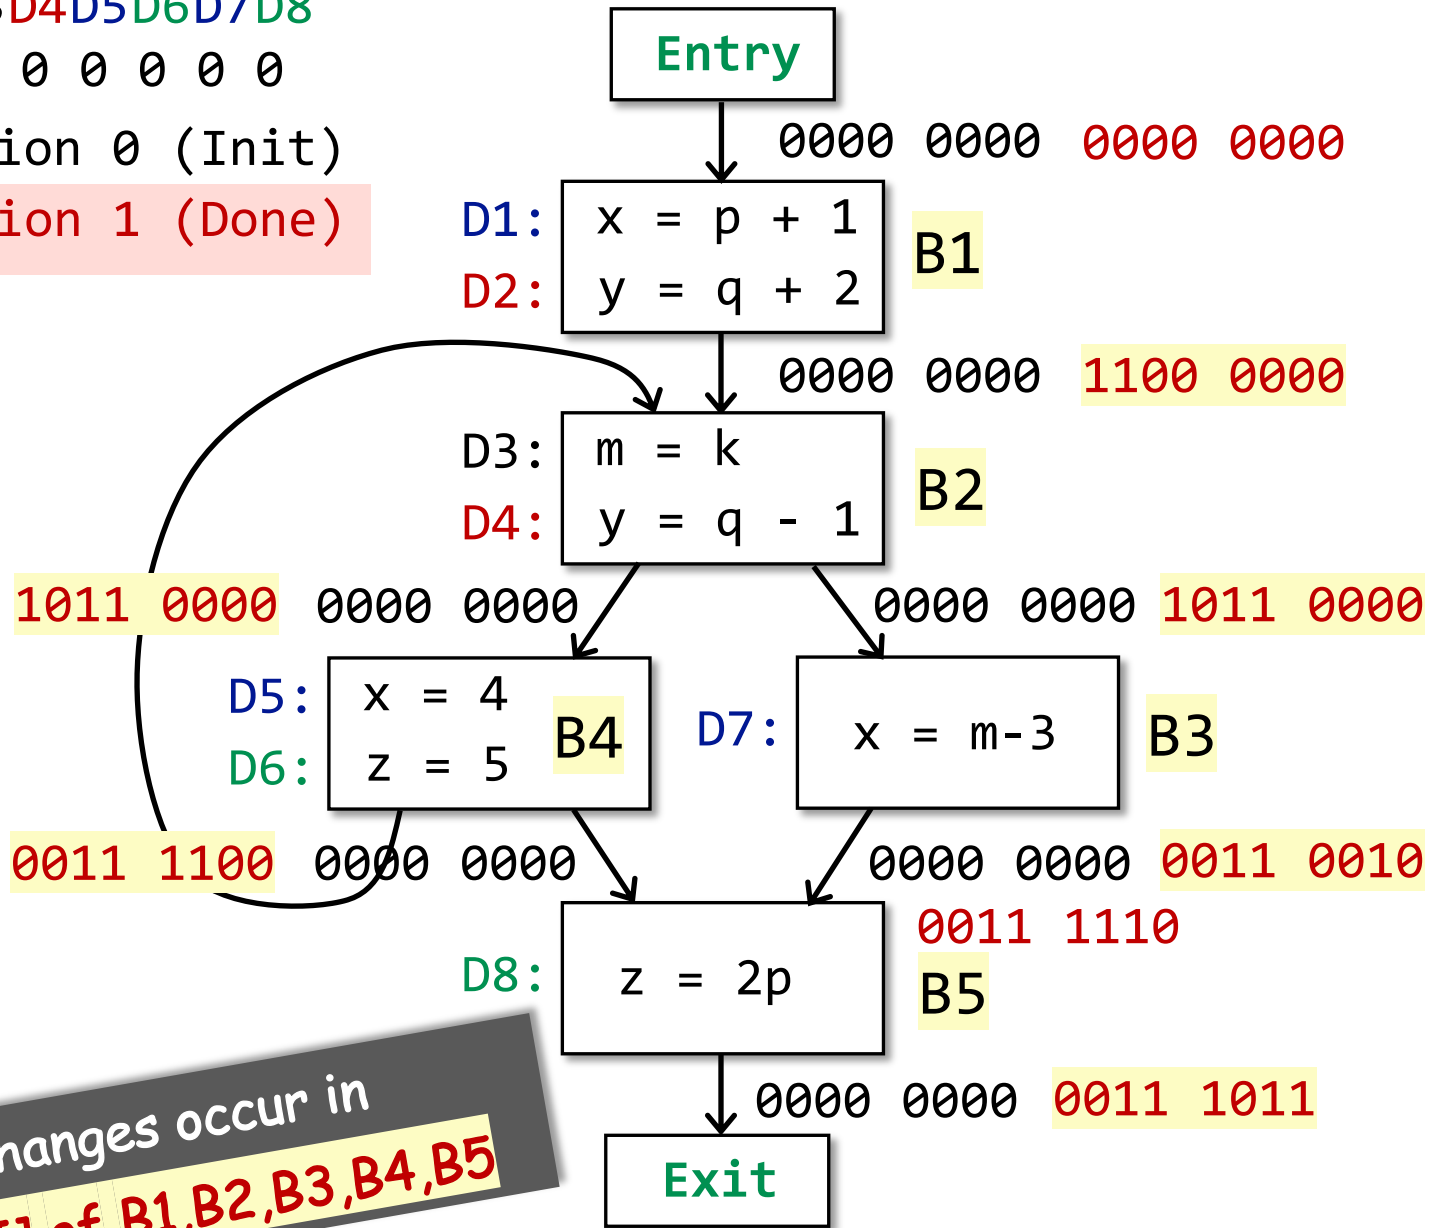 D4D5D6D7D8
0 0 0 0 0
ion 0 (Init)
ion 1 (Done)
Entry
0000 0000 0000 0000
D1: x = p + 1
D2: y = q + 2
B1
0000 0000 1100 0000
D3: m = k
D4: y = q - 1
B2
1011 0000 0000 0000
0000 0000 1011 0000
D5: x = 4
D6: z = 5
B4
D7: x = m-3
B3
0011 1100 0000 0000
0000 0000 0011 0010
0011 1110
D8: z = 2p
B5
0000 0000 0011 1011
Exit
hanges occur in
of B1,B2,B3,B4,B5